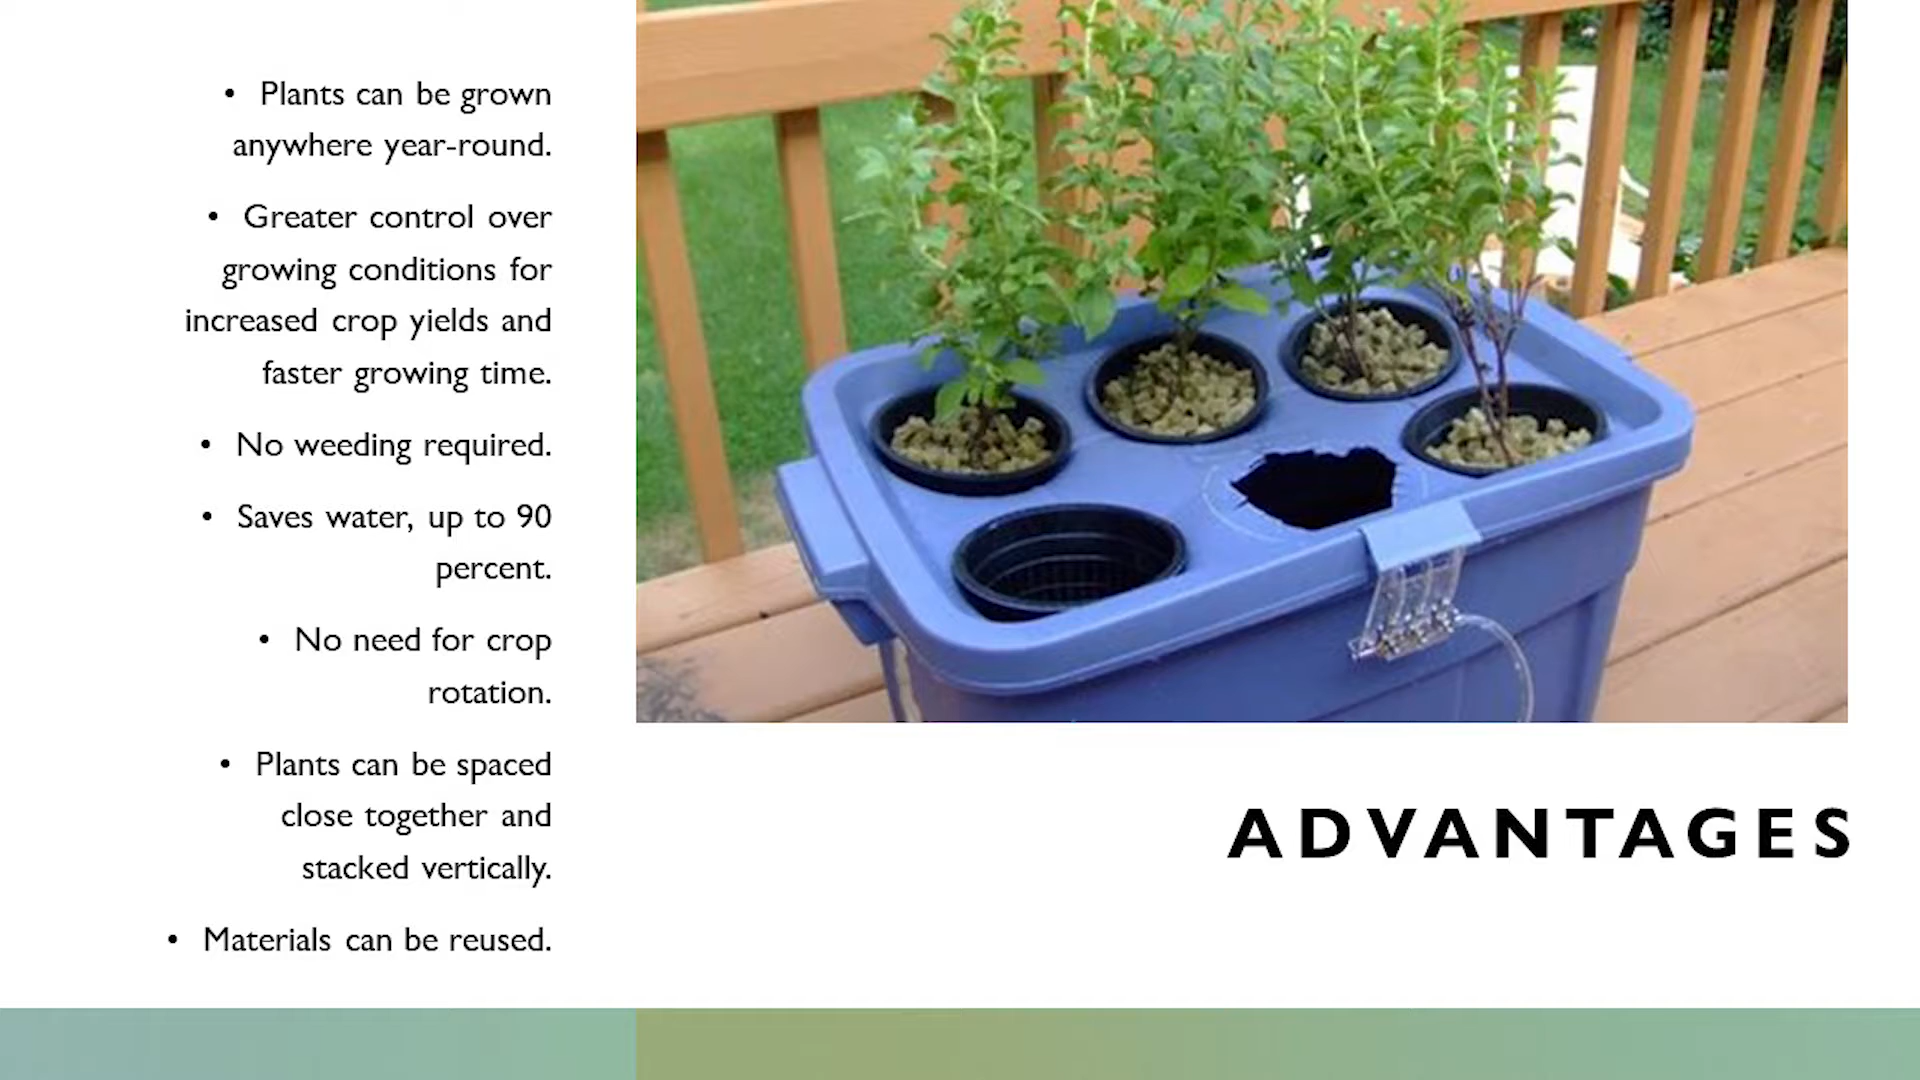 • Plants can be grown
anywhere year-round.
• Greater control over
growing conditions for
increased crop yields and
faster growing time.
• No weeding required.
• Saves water, up to 90
percent.
• No need for crop
rotation.
• Plants can be spaced
close together and
stacked vertically.
• Materials can be reused.
ADVANTAGES